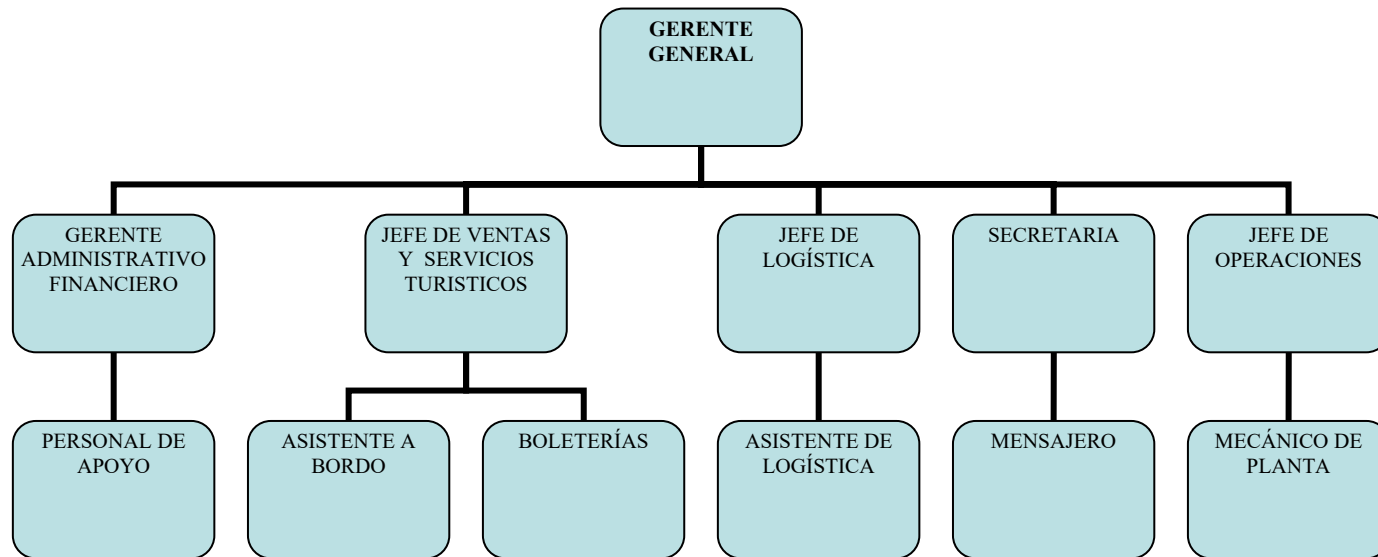 GERENTE
GENERAL
GERENTE
ADMINISTRATIVO
FINANCIERO
JEFE DE VENTAS
Y SERVICIOS
TURISTICOS
JEFE DE
LOGÍSTICA
SECRETARIA
JEFE DE
OPERACIONES
PERSONAL DE
APOYO
ASISTENTE A
BORDO
BOLETERÍAS
ASISTENTE DE
LOGÍSTICA
MENSAJERO
MECÁNICO DE
PLANTA